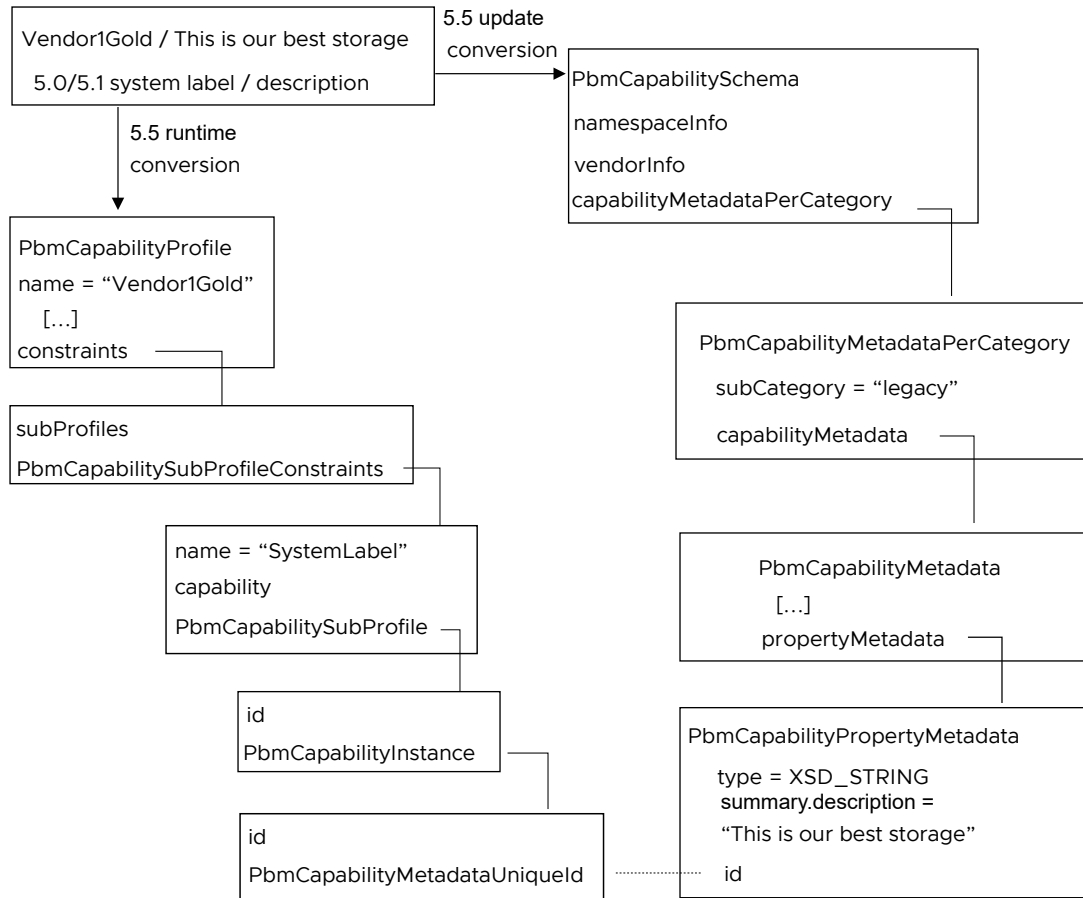 Vendor1Gold / This is our best storage
5.0/5.1 system label / description
5.5 update
conversion
5.5 runtime
conversion
PbmCapabilitySchema
namespaceInfo
vendorInfo
capabilityMetadataPerCategory
PbmCapabilityProfile
name = “Vendor1Gold”
[...]
constraints
subProfiles
PbmCapabilitySubProfileConstraints
name = “SystemLabel”
capability
PbmCapabilitySubProfile
id
PbmCapabilityInstance
id
PbmCapabilityMetadataUniqueId
PbmCapabilityMetadataPerCategory
subCategory = “legacy”
capabilityMetadata
PbmCapabilityMetadata
[...]
propertyMetadata
PbmCapabilityPropertyMetadata
type = XSD_STRING
summary.description =
“This is our best storage”
id